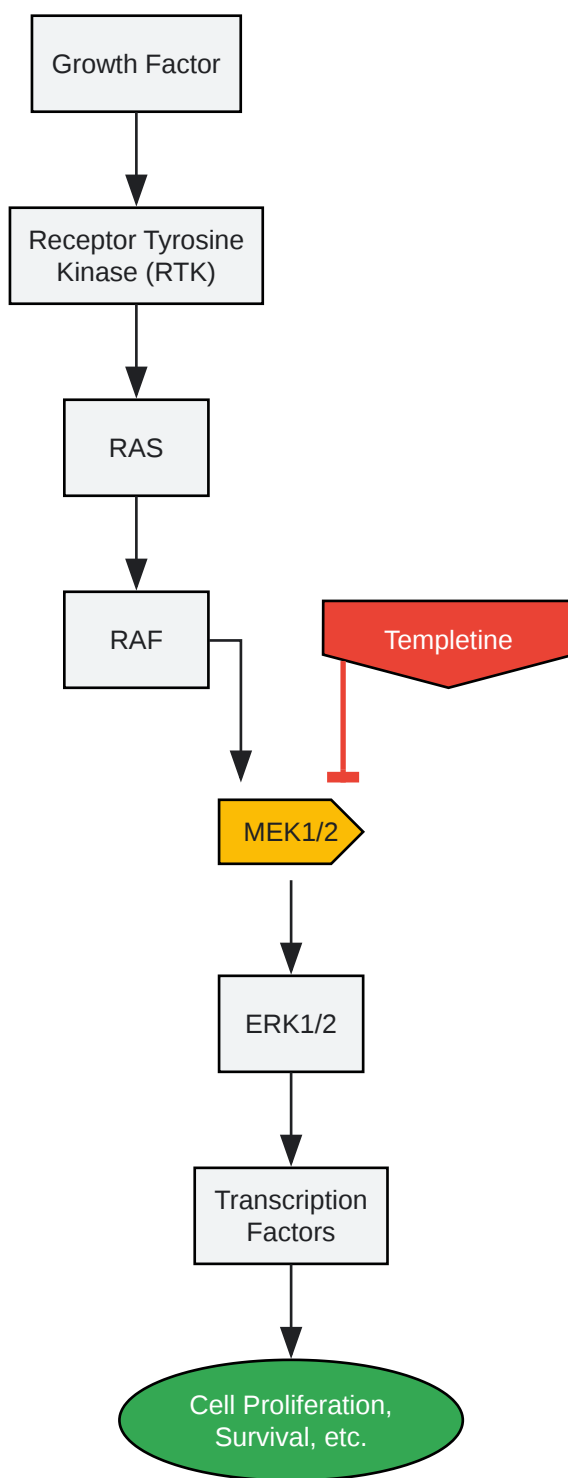 Growth Factor
Receptor Tyrosine
Kinase (RTK)
RAS
RAF
Templetine
MEK1/2
ERK1/2
Transcription
Factors
Cell Proliferation,
Survival, etc.